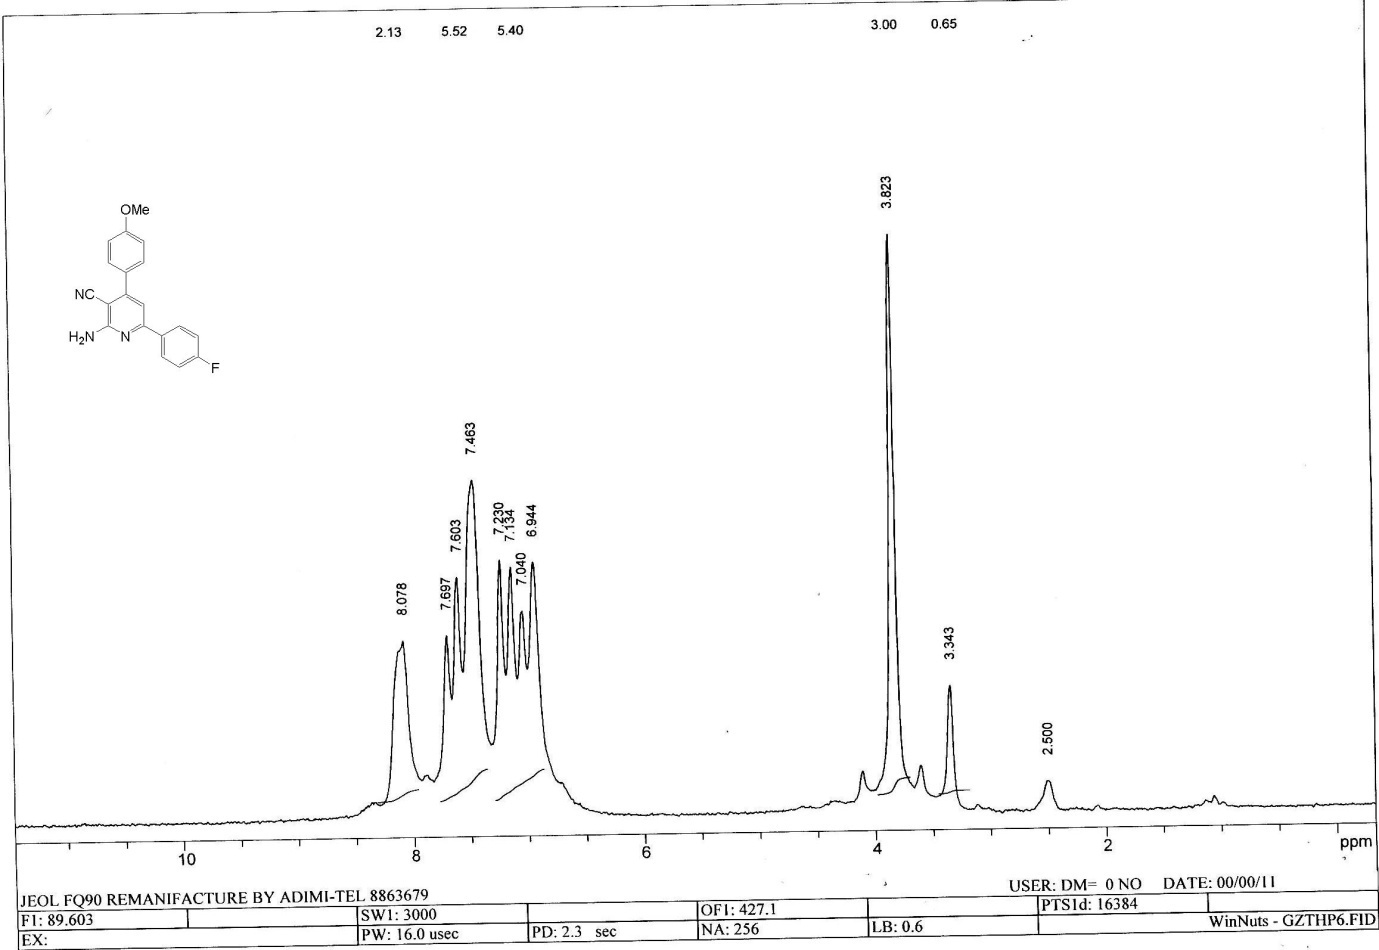 2.13 5.52 5.40 3.00 0.65
3.823
OMe
NC
H₂N N
F
7.463
7.603
7.230
7.134
6.944
7.040
7.697
8.078
3.343
2.500
10 8 6 4 2 ppm
JEOL FQ90 REMANIFACTURE BY ADIMI-TEL 8863679 USER: DM= 0 NO DATE: 00/00/11
F1: 89.603 SW1: 3000 OF1: 427.1 PTS1d: 16384
EX: PW: 16.0 usec PD: 2.3 sec NA: 256 LB: 0.6 WinNuts - GZTHP6.FID